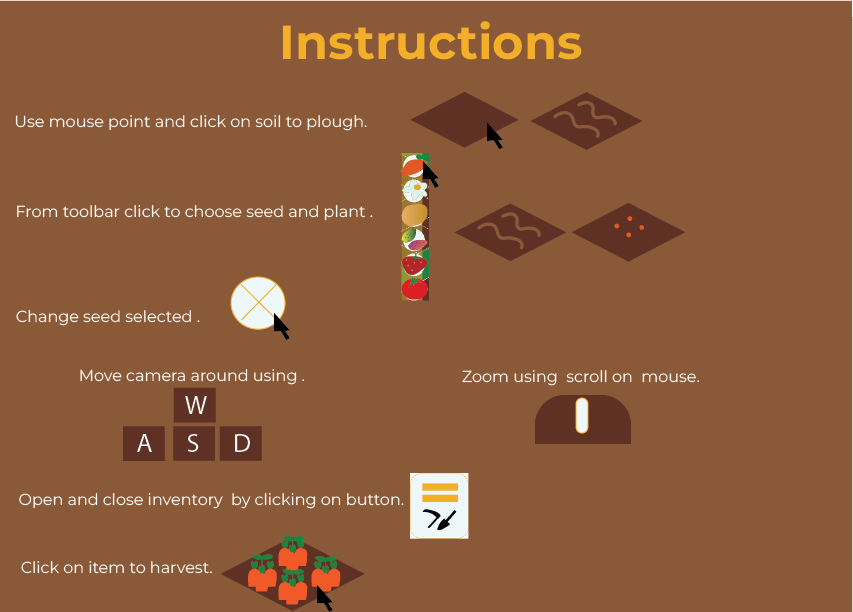 Instructions
Use mouse point and click on soil to plough.
From toolbar click to choose seed and plant .
Change seed selected .
Move camera around using .
W
A S D
Zoom using  scroll on  mouse.
Open and close inventory  by clicking on button.
Click on item to harvest.